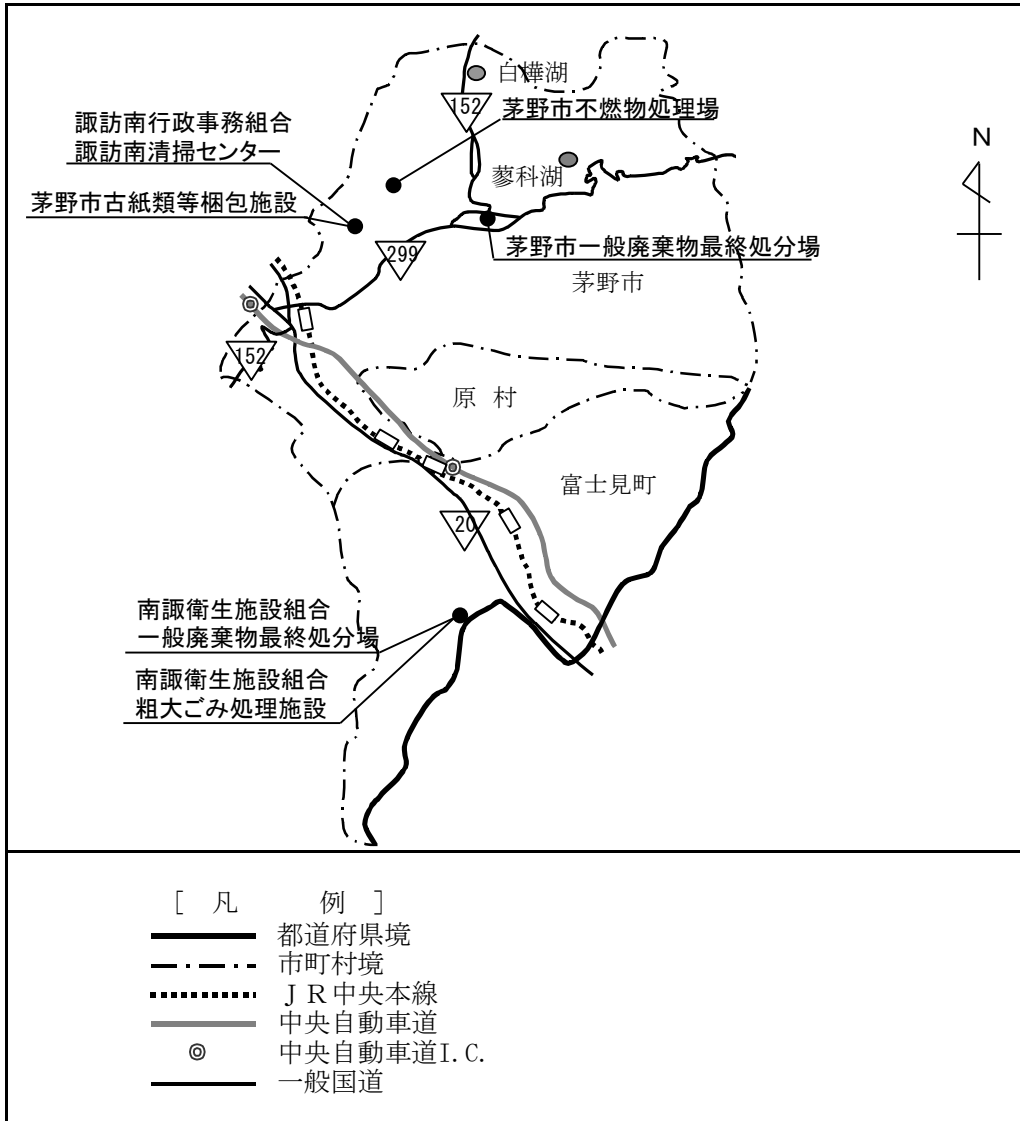 白樺湖
152
茅野市不燃物処理場
諏訪南行政事務組合
諏訪南清掃センター
茅野市古紙類等梱包施設
蓼科湖
N
299
茅野市一般廃棄物最終処分場
茅野市
152
原 村
富士見町
20
南諏衛生施設組合
一般廃棄物最終処分場
南諏衛生施設組合
粗大ごみ処理施設
[ 凡 例 ]
都道府県境
市町村境
ＪＲ中央本線
中央自動車道
中央自動車道I.C.
一般国道